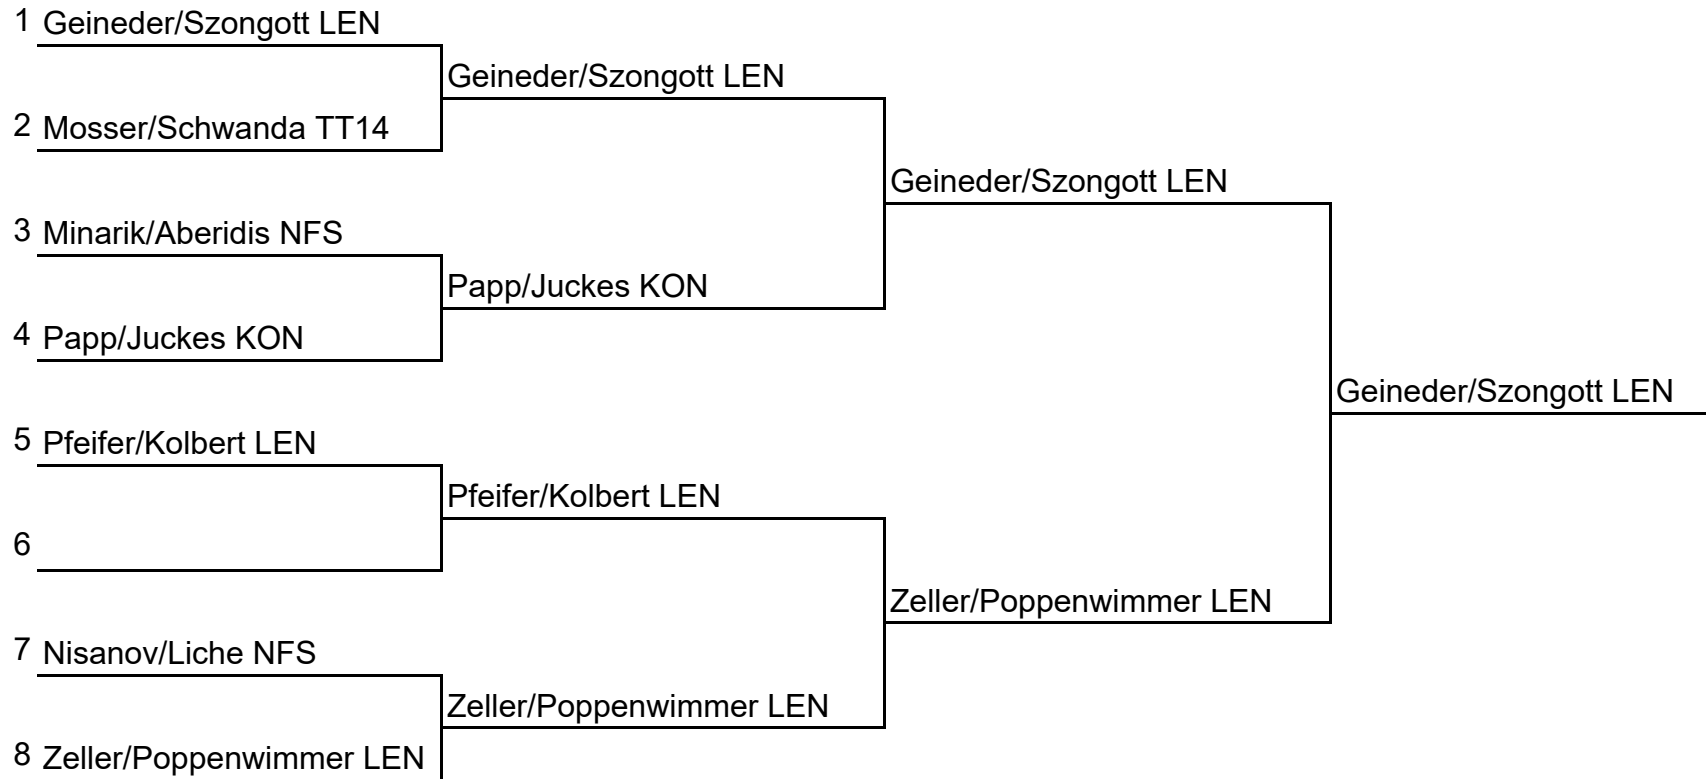 1 Geineder/Szongott LEN
Geineder/Szongott LEN
2 Mosser/Schwanda TT14
Geineder/Szongott LEN
3 Minarik/Aberidis NFS
Papp/Juckes KON
4 Papp/Juckes KON
Geineder/Szongott LEN
5 Pfeifer/Kolbert LEN
Pfeifer/Kolbert LEN
6
Zeller/Poppenwimmer LEN
7 Nisanov/Liche NFS
Zeller/Poppenwimmer LEN
8 Zeller/Poppenwimmer LEN